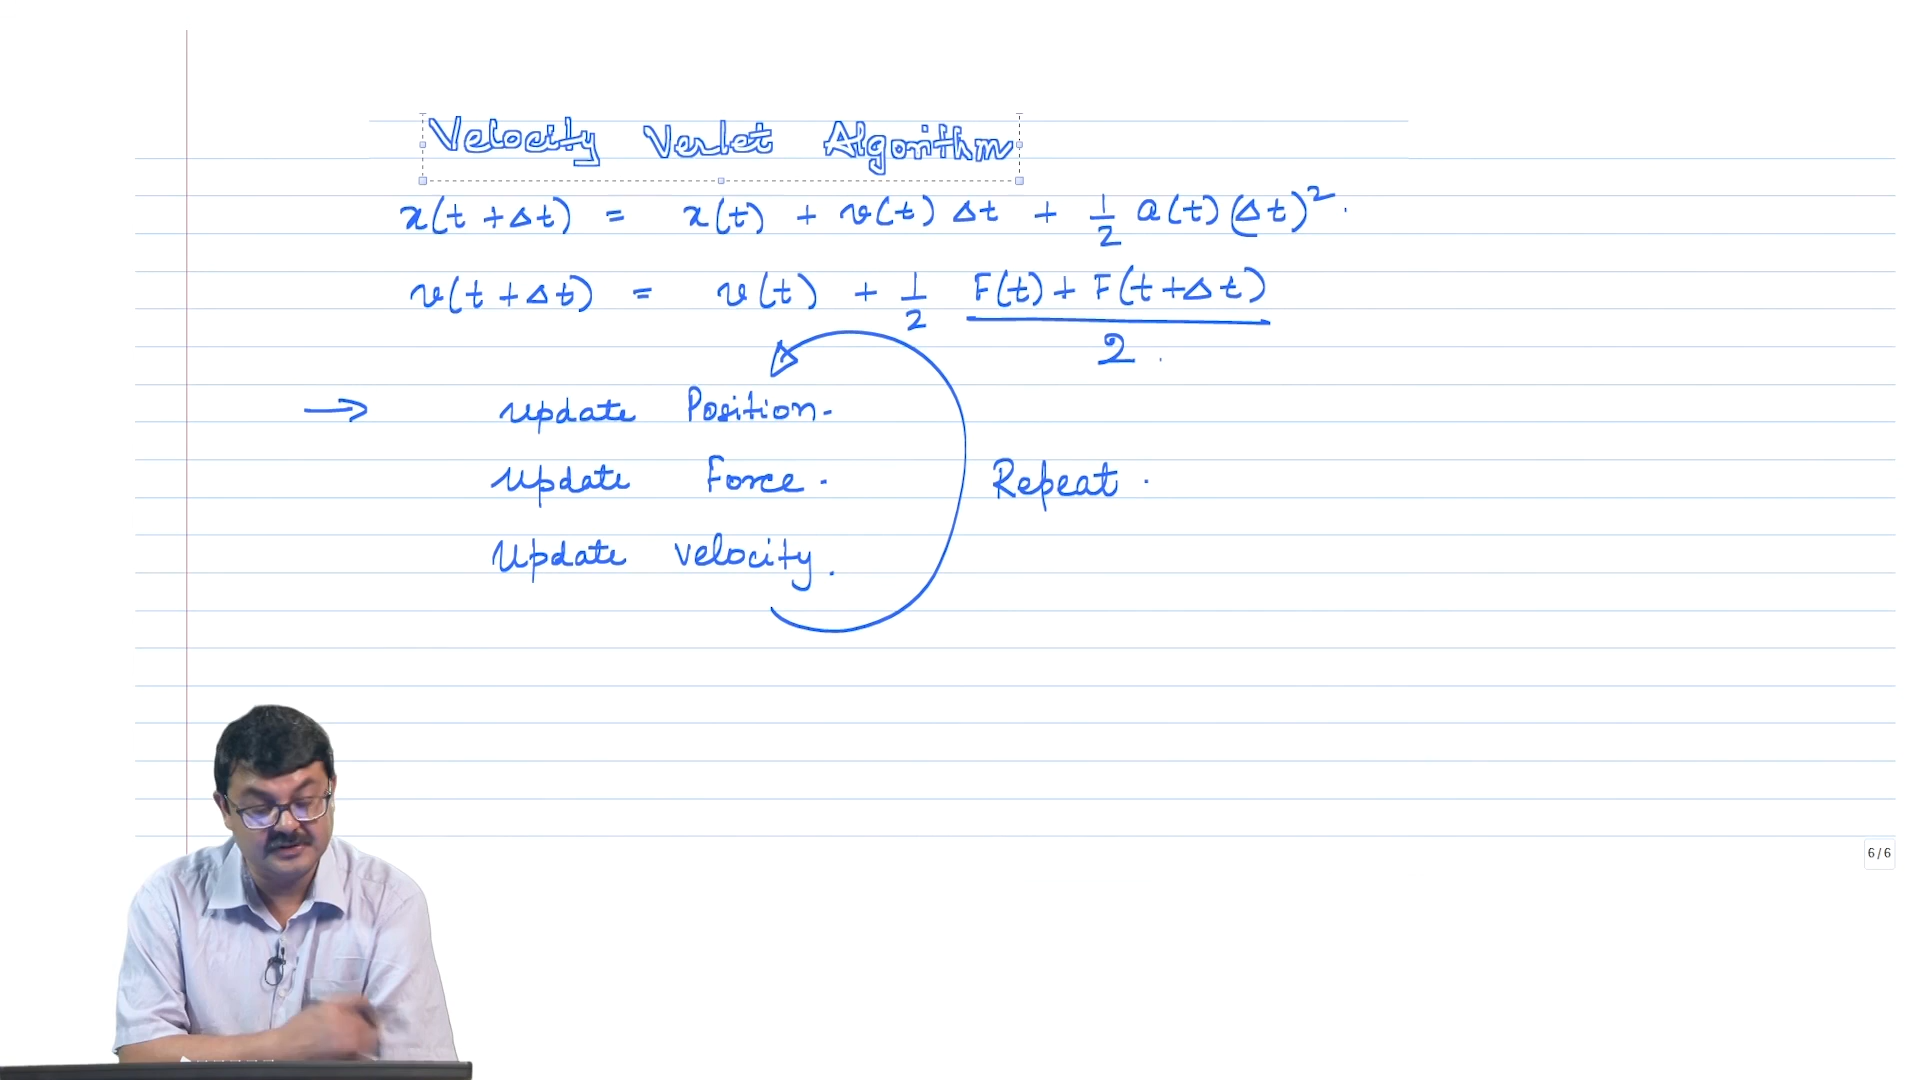 Velocity Verlet Algorithm
x(t + Δt) = x(t) + v(t) Δt + 1/2 a(t) (Δt)².
v(t + Δt) = v(t) + 1/2 (F(t) + F(t + Δt))/2.
→ update Position.
update Force.
Repeat.
Update velocity.
6/6